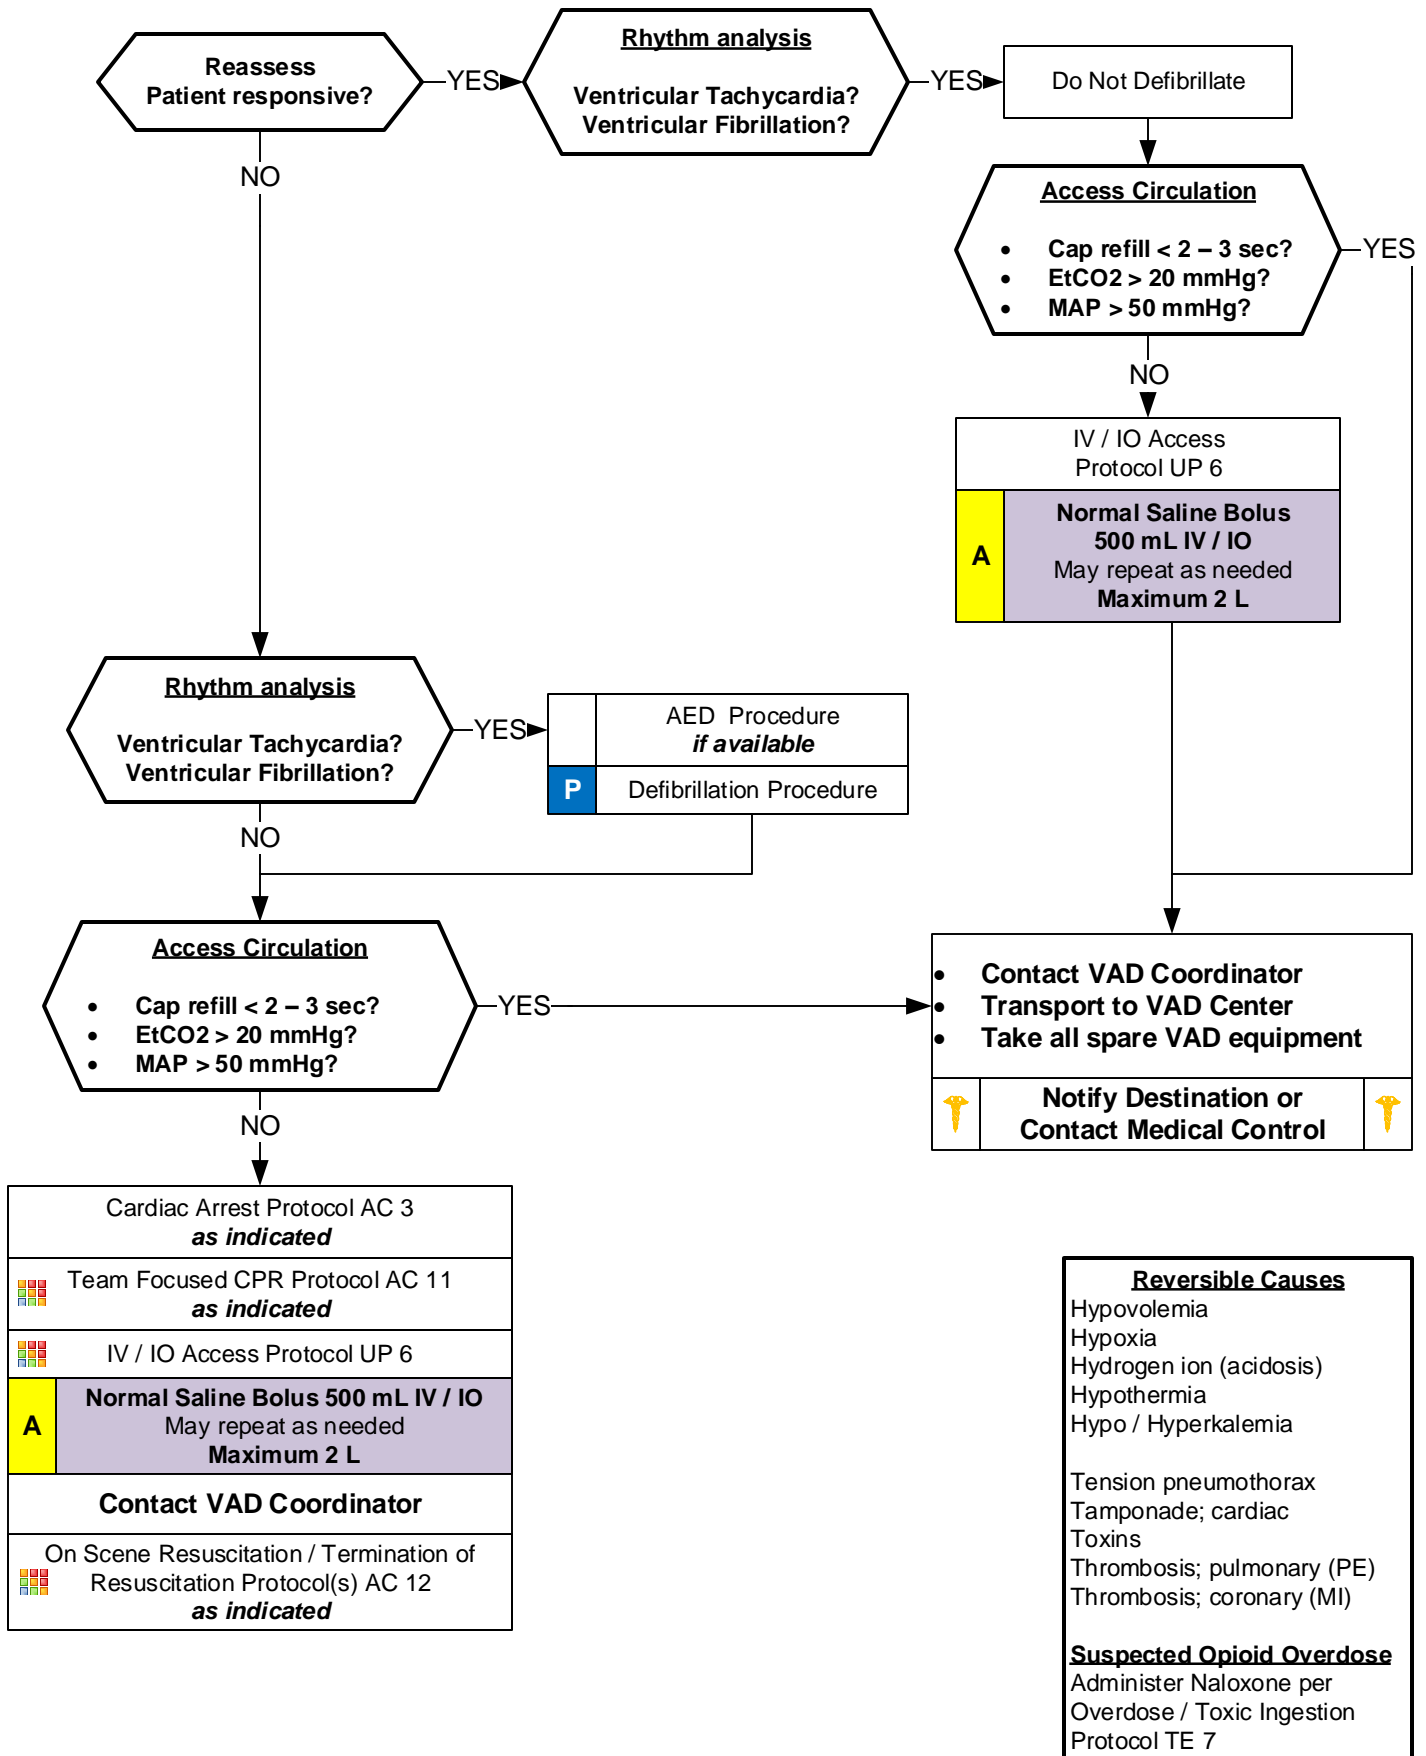 Reassess
Patient responsive?
YES
Rhythm analysis
Ventricular Tachycardia?
Ventricular Fibrillation?
YES
Do Not Defibrillate
Access Circulation
• Cap refill < 2 – 3 sec?
• EtCO2 > 20 mmHg?
• MAP > 50 mmHg?
YES
NO
IV / IO Access
Protocol UP 6
A
Normal Saline Bolus
500 mL IV / IO
May repeat as needed
Maximum 2 L
NO
Rhythm analysis
Ventricular Tachycardia?
Ventricular Fibrillation?
YES
AED Procedure
if available
P
Defibrillation Procedure
NO
Access Circulation
• Cap refill < 2 – 3 sec?
• EtCO2 > 20 mmHg?
• MAP > 50 mmHg?
YES
• Contact VAD Coordinator
• Transport to VAD Center
• Take all spare VAD equipment
Notify Destination or
Contact Medical Control
NO
Cardiac Arrest Protocol AC 3
as indicated
Team Focused CPR Protocol AC 11
as indicated
IV / IO Access Protocol UP 6
A
Normal Saline Bolus 500 mL IV / IO
May repeat as needed
Maximum 2 L
Contact VAD Coordinator
On Scene Resuscitation / Termination of
Resuscitation Protocol(s) AC 12
as indicated
Reversible Causes
Hypovolemia
Hypoxia
Hydrogen ion (acidosis)
Hypothermia
Hypo / Hyperkalemia
Tension pneumothorax
Tamponade; cardiac
Toxins
Thrombosis; pulmonary (PE)
Thrombosis; coronary (MI)
Suspected Opioid Overdose
Administer Naloxone per
Overdose / Toxic Ingestion
Protocol TE 7